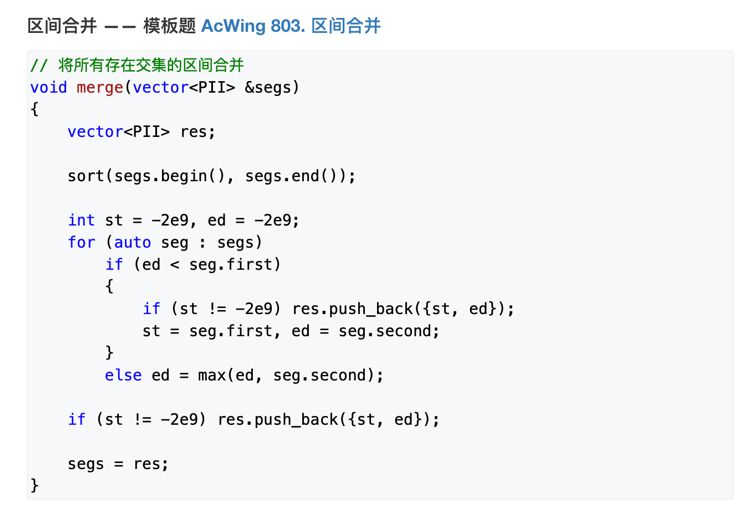 区间合并 —— 模板题 AcWing 803. 区间合并
// 将所有存在交集的区间合并
void merge(vector<PII> &segs)
{
    vector<PII> res;

    sort(segs.begin(), segs.end());

    int st = -2e9, ed = -2e9;
    for (auto seg : segs)
        if (ed < seg.first)
        {
            if (st != -2e9) res.push_back({st, ed});
            st = seg.first, ed = seg.second;
        }
        else ed = max(ed, seg.second);

    if (st != -2e9) res.push_back({st, ed});

    segs = res;
}